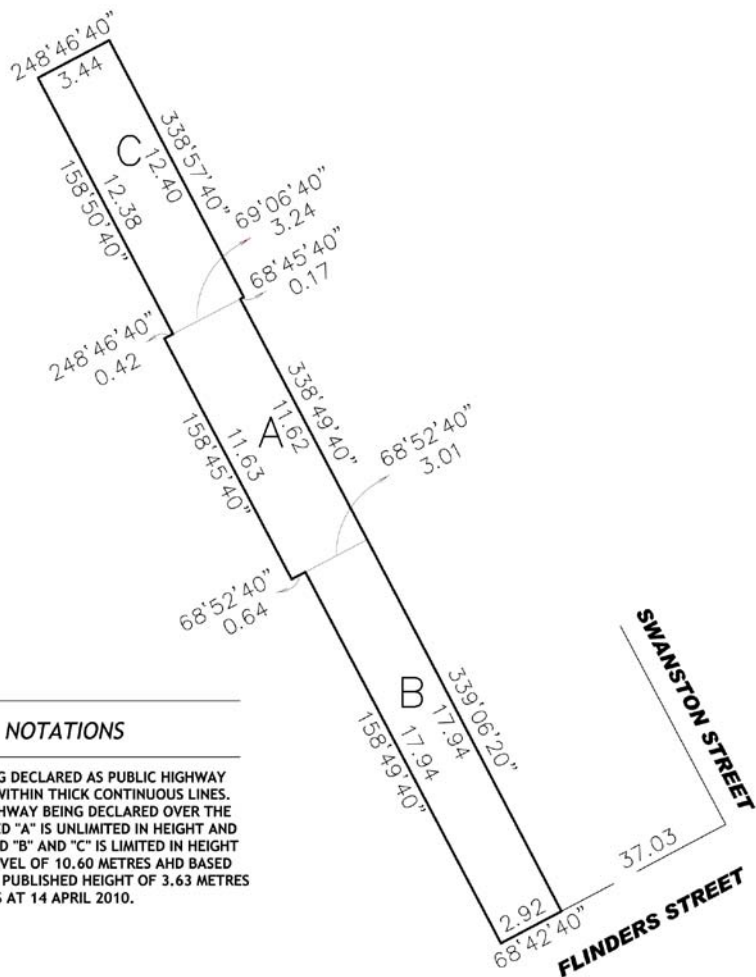 248°46'40"
3.44
C
338°57'40"
12.40
158°50'40"
12.38
69°06'40"
3.24
68°45'40"
0.17
248°46'40"
0.42
A
338°49'40"
11.62
158°45'40"
11.63
68°52'40"
3.01
68°52'40"
0.64
B
339°06'20"
17.94
158°49'40"
17.94
SWANSTON STREET
37.03
2.92
68°42'40"
FLINDERS STREET
NOTATIONS
G DECLARED AS PUBLIC HIGHWAY
WITHIN THICK CONTINUOUS LINES.
HWAY BEING DECLARED OVER THE
ED "A" IS UNLIMITED IN HEIGHT AND
D "B" AND "C" IS LIMITED IN HEIGHT
VEL OF 10.60 METRES AHD BASED
PUBLISHED HEIGHT OF 3.63 METRES
S AT 14 APRIL 2010.